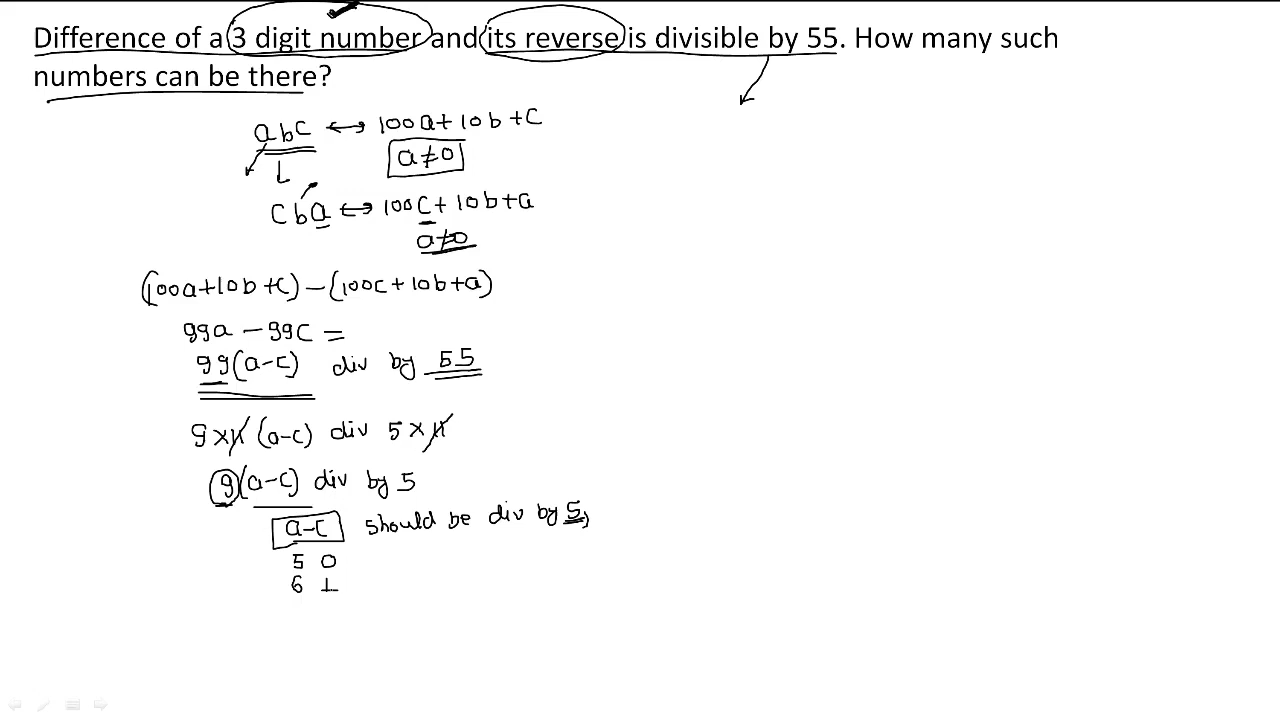 Difference of a 3 digit number and its reverse is divisible by 55. How many such
numbers can be there?
abc ↔ 100a+10b+c
a≠0
cba ↔ 100c+10b+a
a≠0
(100a+10b+c)-(100c+10b+a)
99a-99c=
99(a-c) div by 55
9×11(a-c) div 5×11
9(a-c) div by 5
a-c should be div by 5,
5 0
6 1